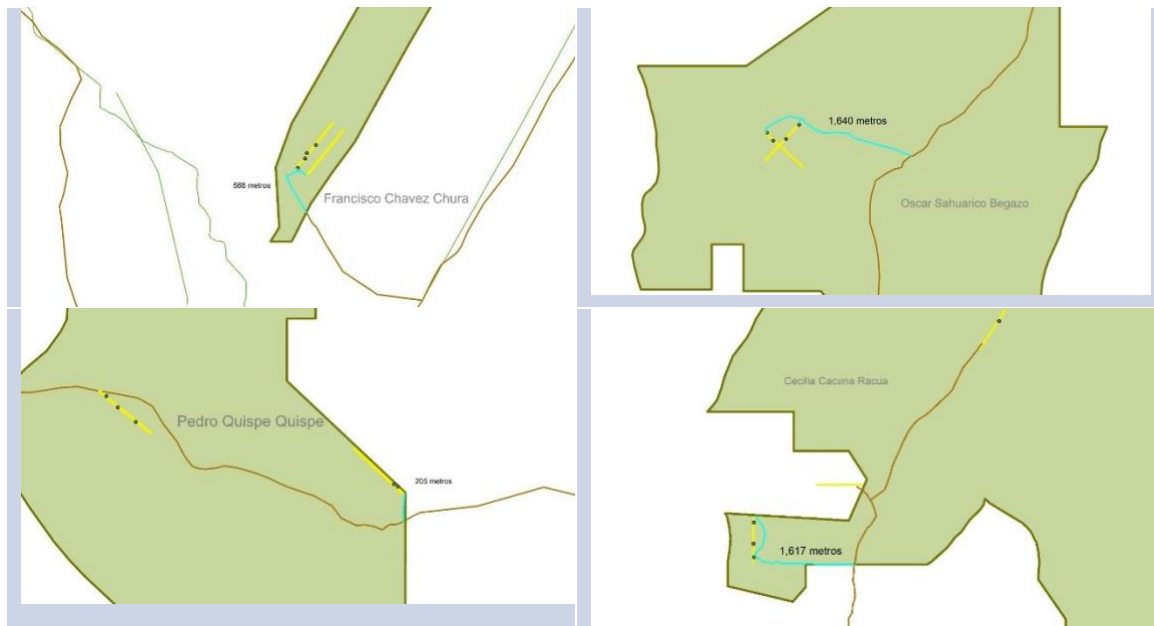 568 metros
Francisco Chavez Chura
1,640 metros
Oscar Sahuarico Begazo
Pedro Quispe Quispe
205 metros
Cecilia Cacuna Racua
1,617 metros